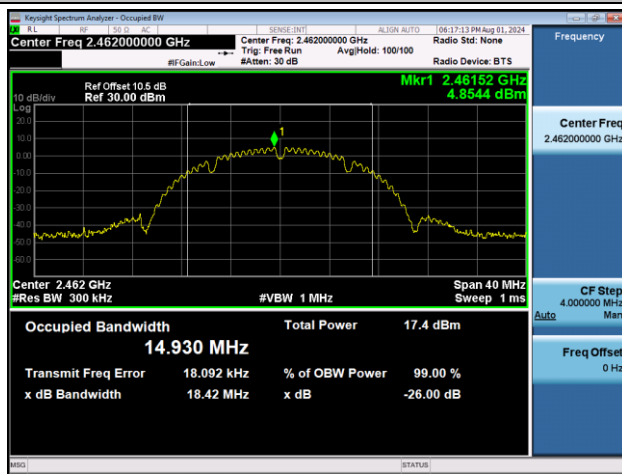 Keysight Spectrum Analyzer - Occupied BW
RL RF 50 Ω AC SENSE:INT ALIGN AUTO 06:17:13 PM Aug 01, 2024
Center Freq 2.462000000 GHz Center Freq: 2.462000000 GHz Radio Std: None Frequency
Trig: Free Run Avg|Hold: 100/100
#IFGain:Low #Atten: 30 dB Radio Device: BTS
Ref Offset 10.5 dB Mkr1 2.46152 GHz
10 dB/div Ref 30.00 dBm 4.8544 dBm
Log
20.0
10.0
0.00
-10.0
-20.0
-30.0
-40.0
-50.0
-60.0
1
Center Freq
2.462000000 GHz
Center 2.462 GHz Span 40 MHz
#Res BW 300 kHz #VBW 1 MHz Sweep 1 ms
CF Step
4.000000 MHz
Auto Man
Occupied Bandwidth Total Power 17.4 dBm
14.930 MHz
Freq Offset
0 Hz
Transmit Freq Error 18.092 kHz % of OBW Power 99.00 %
x dB Bandwidth 18.42 MHz x dB -26.00 dB
MSG STATUS